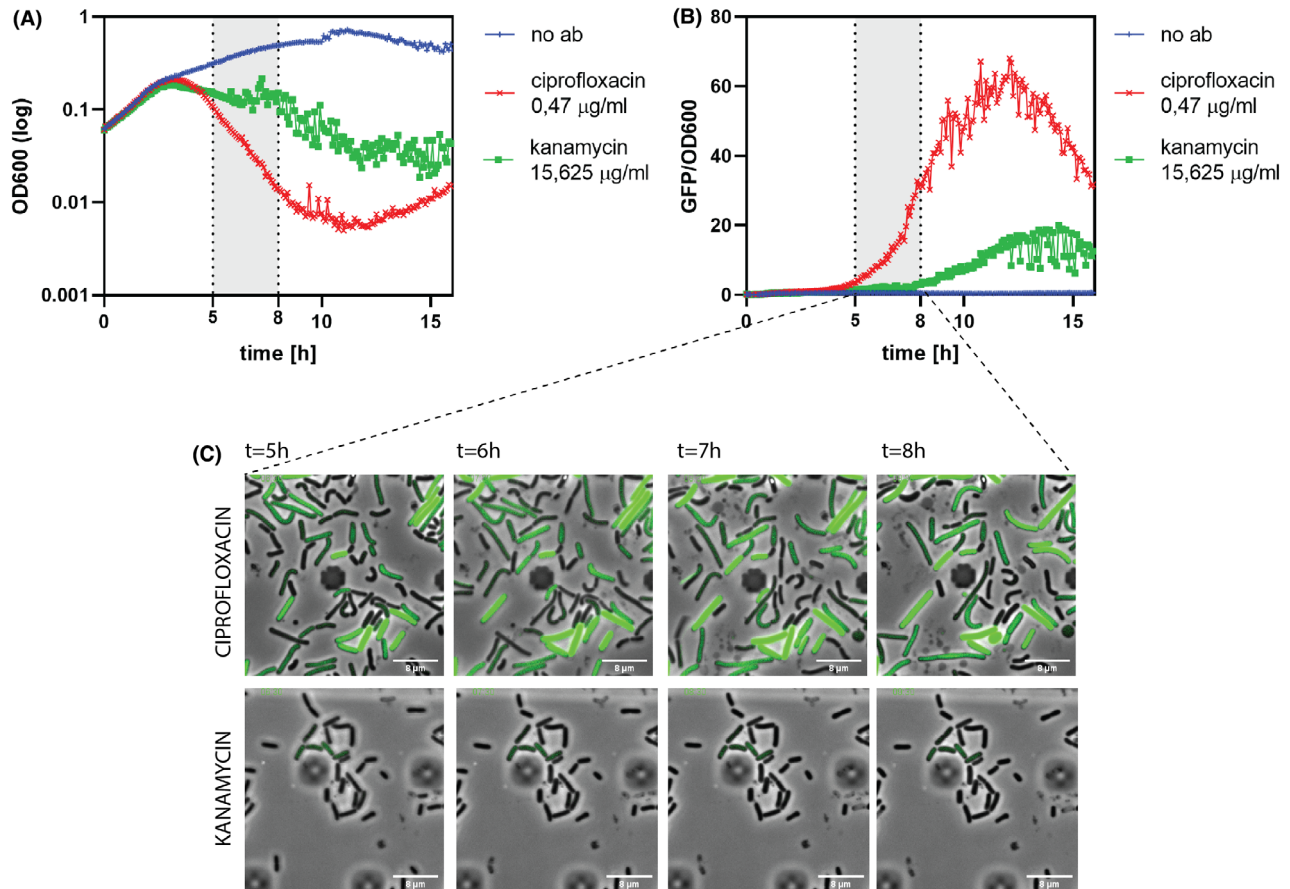 (A)
1
0.1
0.01
0.001
OD600 (log)
0
5
8
10
15
time [h]
no ab
ciprofloxacin
0,47 μg/ml
kanamycin
15,625 μg/ml
(B)
80
60
40
20
0
GFP/OD600
0
5
8
10
15
time [h]
no ab
ciprofloxacin
0,47 μg/ml
kanamycin
15,625 μg/ml
(C)
t=5h
t=6h
t=7h
t=8h
CIPROFLOXACIN
8 μm
8 μm
8 μm
8 μm
KANAMYCIN
8 μm
8 μm
8 μm
8 μm